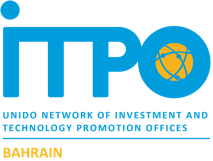 iTPO
UNIDO NETWORK OF INVESTMENT AND
TECHNOLOGY PROMOTION OFFICES
BAHRAIN